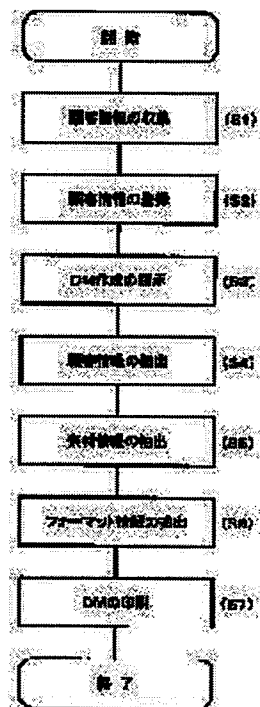 開始
顧客情報の収集
(S1)
顧客情報の登録
(S2)
DM作成の指示
(S3)
顧客情報の抽出
(S4)
素材情報の抽出
(S5)
フォーマット情報の抽出
(S6)
DMの印刷
(S7)
終了